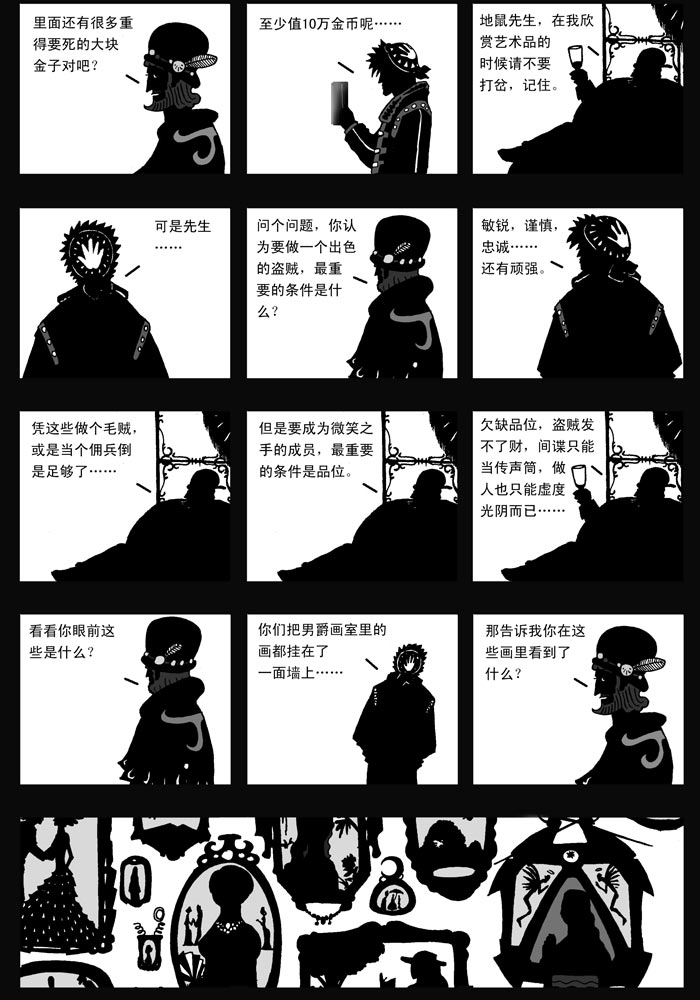 里面还有很多重
得要死的大块
金子对吧？
至少值10万金币呢……
地鼠先生，在我欣
赏艺术品的
时候请不要
打岔，记住。
可是先生
……
问个问题，你认
为要做一个出色
的盗贼，最重
要的条件是什
么？
敏锐，谨慎，
忠诚……
还有顽强。
凭这些做个毛贼，
或是当个佣兵倒
是足够了……
但是要成为微笑之
手的成员，最重要
的条件是品位。
欠缺品位，盗贼发
不了财，间谍只能
当传声筒，做
人也只能虚度
光阴而已……
看看你眼前这
些是什么？
你们把男爵画室里的
画都挂在了
一面墙上……
那告诉我你在这
些画里看到了
什么？